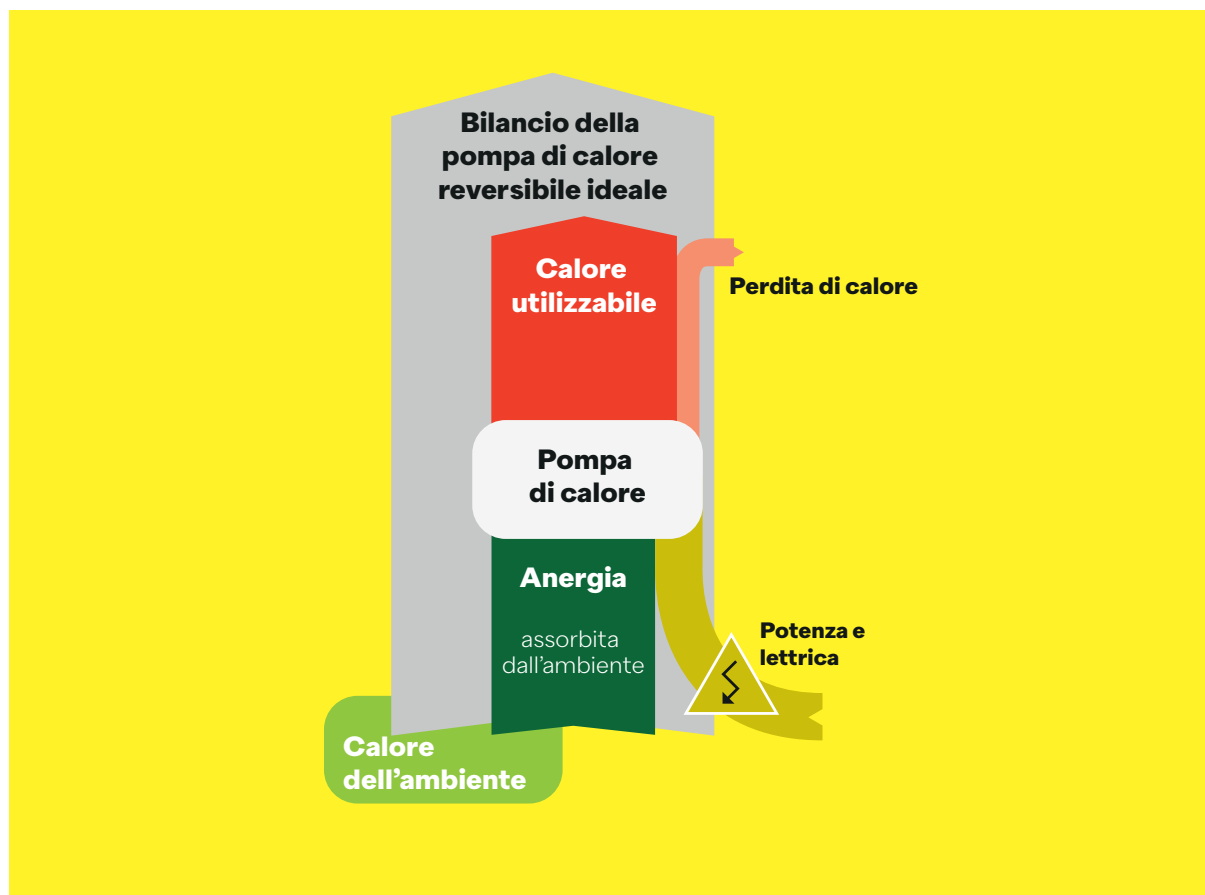 Bilancio della
pompa di calore
reversibile ideale
Calore
utilizzabile
Perdita di calore
Pompa
di calore
Anergia
assorbita
dall’ambiente
Potenza e
lettrica
Calore
dell’ambiente